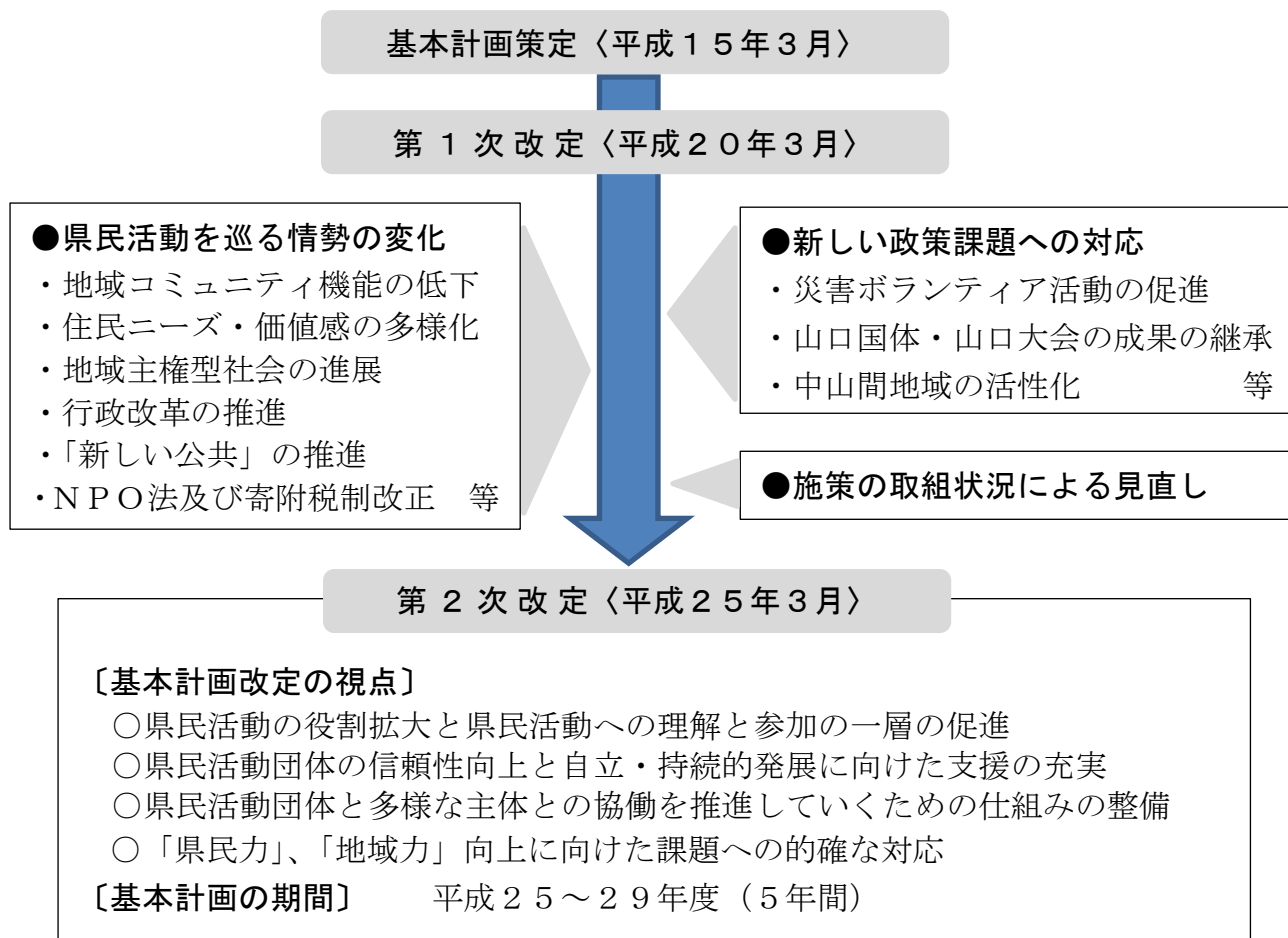 基本計画策定〈平成１５年３月〉
第１次改定〈平成２０年３月〉
●県民活動を巡る情勢の変化
・地域コミュニティ機能の低下
・住民ニーズ・価値感の多様化
・地域主権型社会の進展
・行政改革の推進
・「新しい公共」の推進
・ＮＰＯ法及び寄附税制改正　等
●新しい政策課題への対応
・災害ボランティア活動の促進
・山口国体・山口大会の成果の継承
・中山間地域の活性化　　　　　等
●施策の取組状況による見直し
第２次改定〈平成２５年３月〉
〔基本計画改定の視点〕
○県民活動の役割拡大と県民活動への理解と参加の一層の促進
○県民活動団体の信頼性向上と自立・持続的発展に向けた支援の充実
○県民活動団体と多様な主体との協働を推進していくための仕組みの整備
○「県民力」、「地域力」向上に向けた課題への的確な対応
〔基本計画の期間〕　　平成２５～２９年度（５年間）